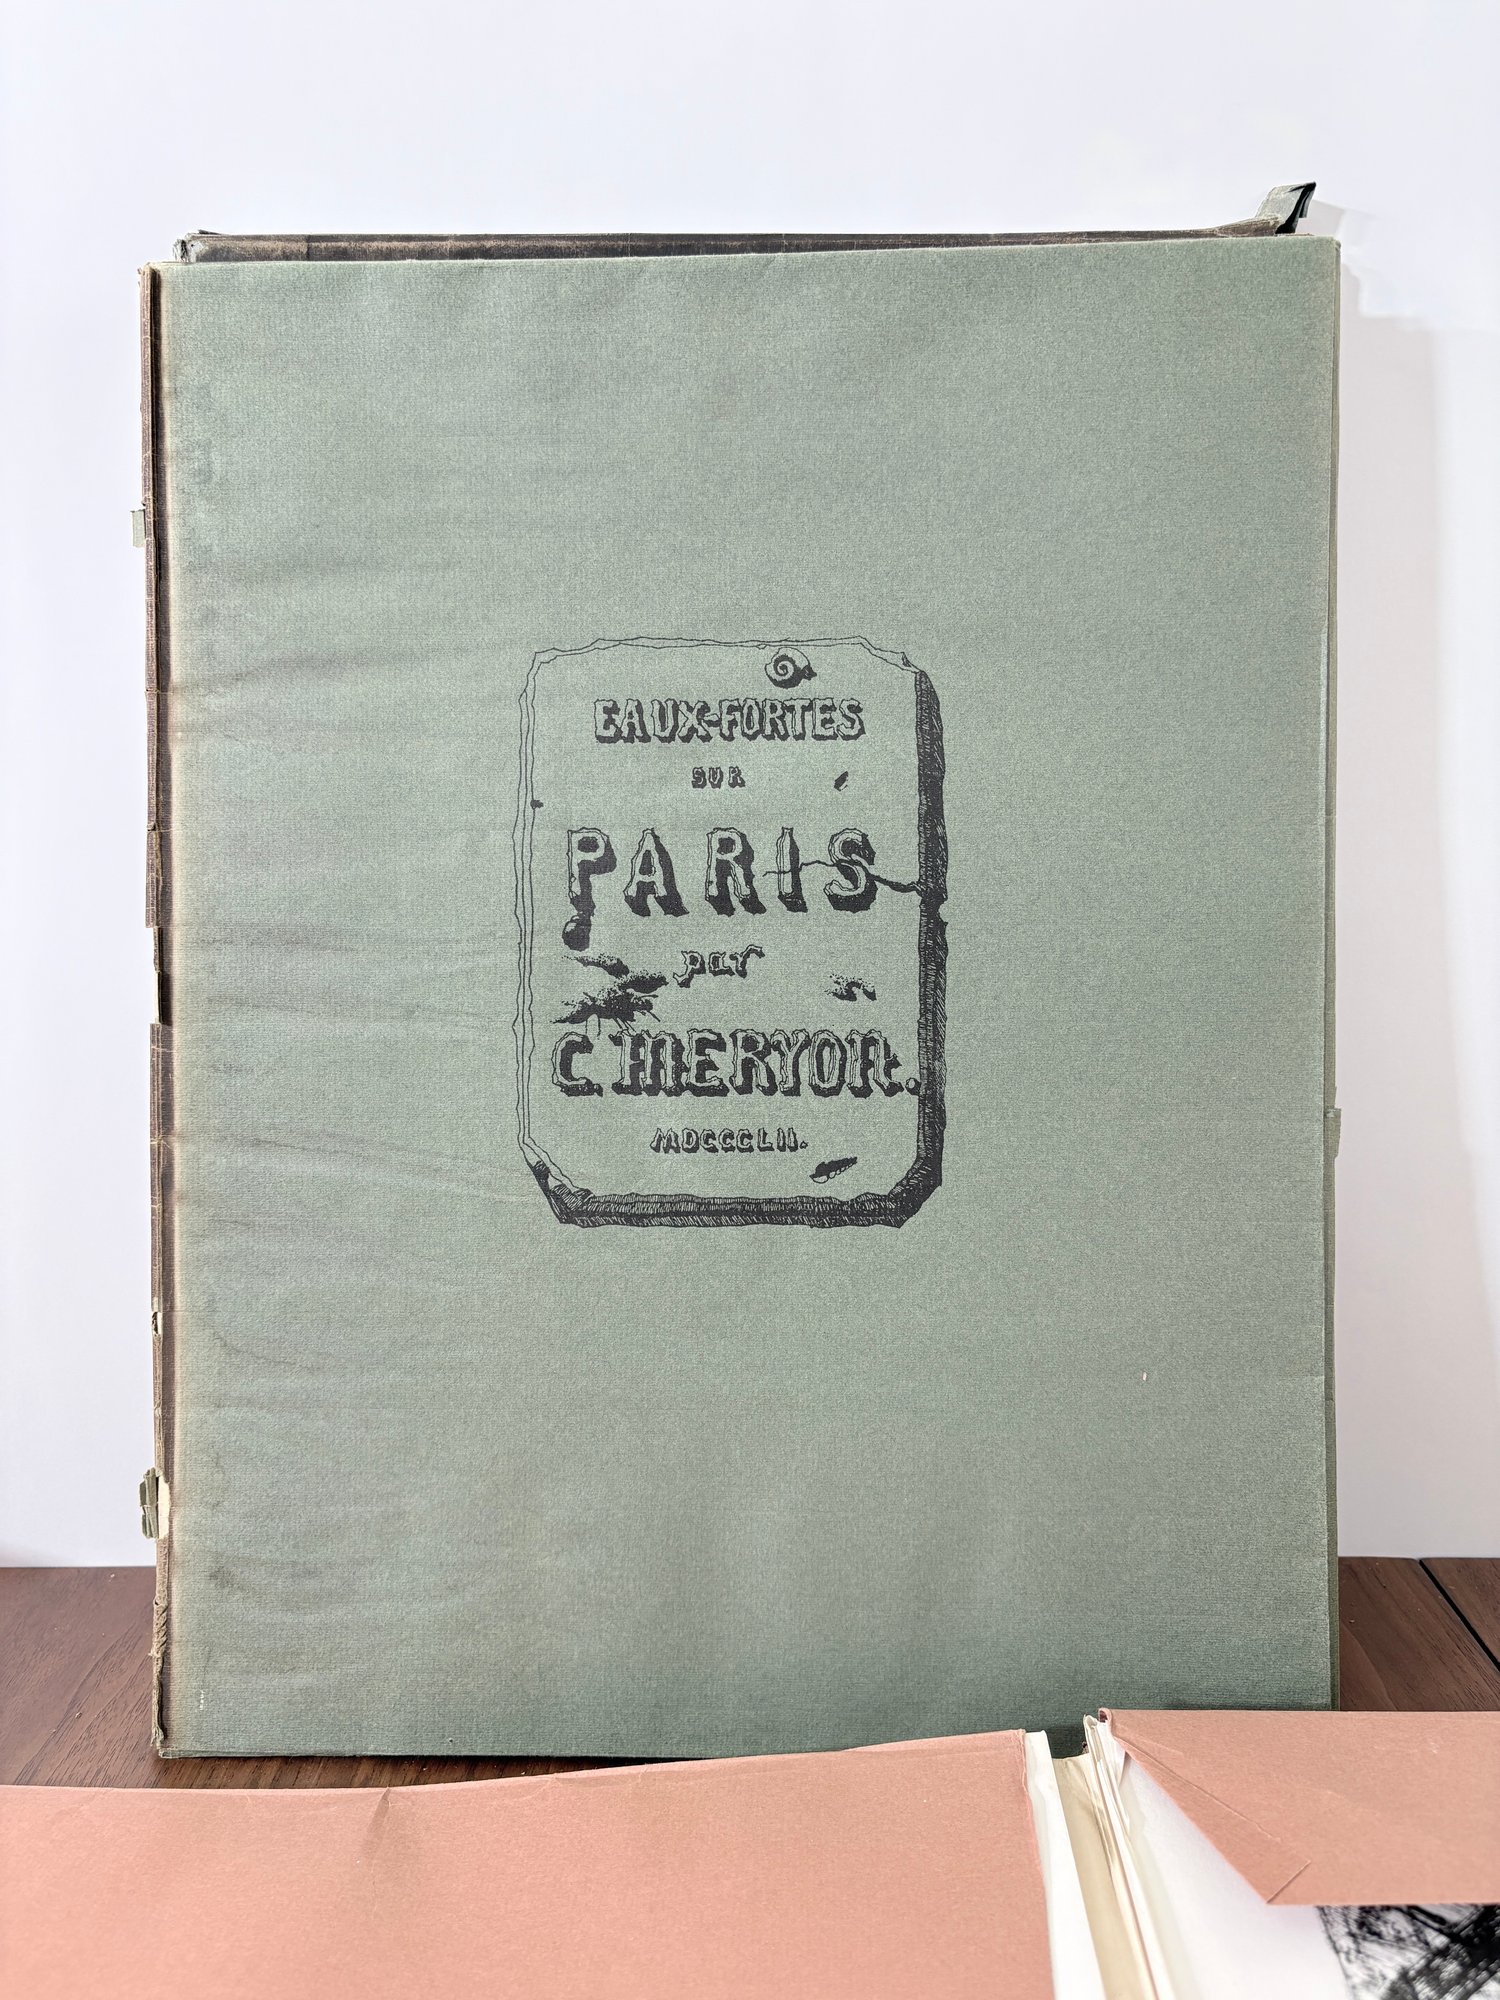 EAUX-FORTES
SUR
PARIS
par
C. MERYON.
MDCCCLII.